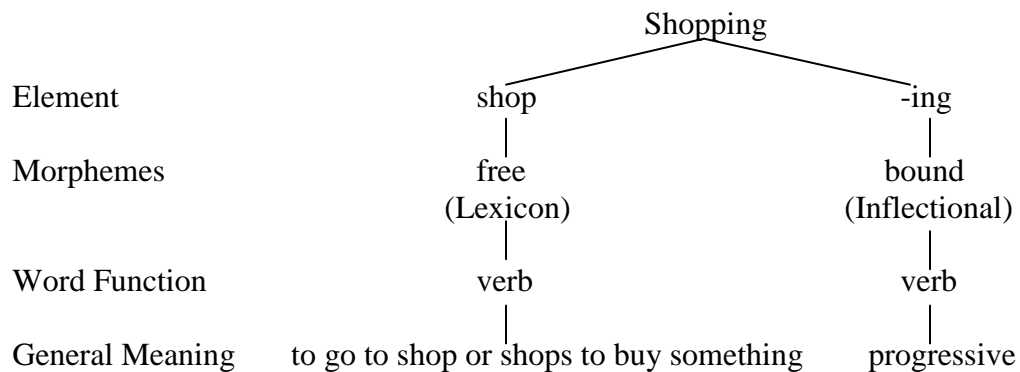 Shopping
Element shop -ing
Morphemes free bound
(Lexicon) (Inflectional)
Word Function verb verb
General Meaning to go to shop or shops to buy something progressive